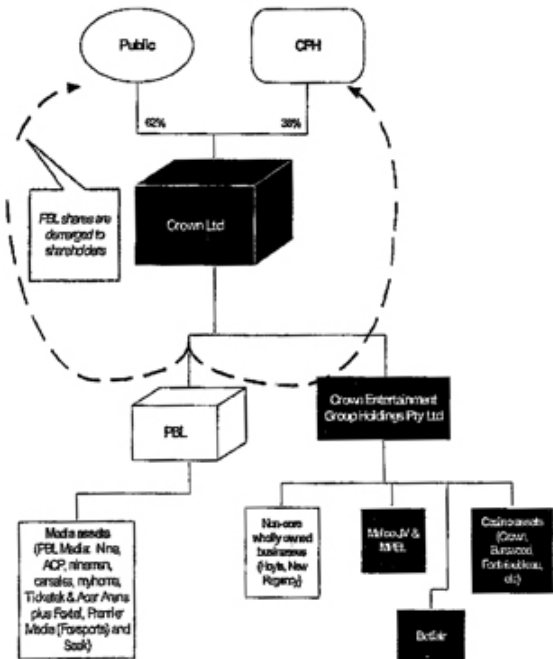 Public
CPH
62%
38%
PBL shares are
demerged to
shareholders
Crown Ltd
PBL
Crown Entertainment
Group Holdings Pty Ltd
Media assets
(PBL Media: Nine,
ACP, ninemsn,
carsales, myhome,
Ticketek & Acer Arena
plus Foxtel, Premier
Media (Foxsports) and
Seek)
Non-core
wholly owned
businesses
(Hoyts, New
Regency)
Macau JV &
MPBL
Casino assets
(Crown,
Burswood,
Fontainebleau,
etc)
Betfair